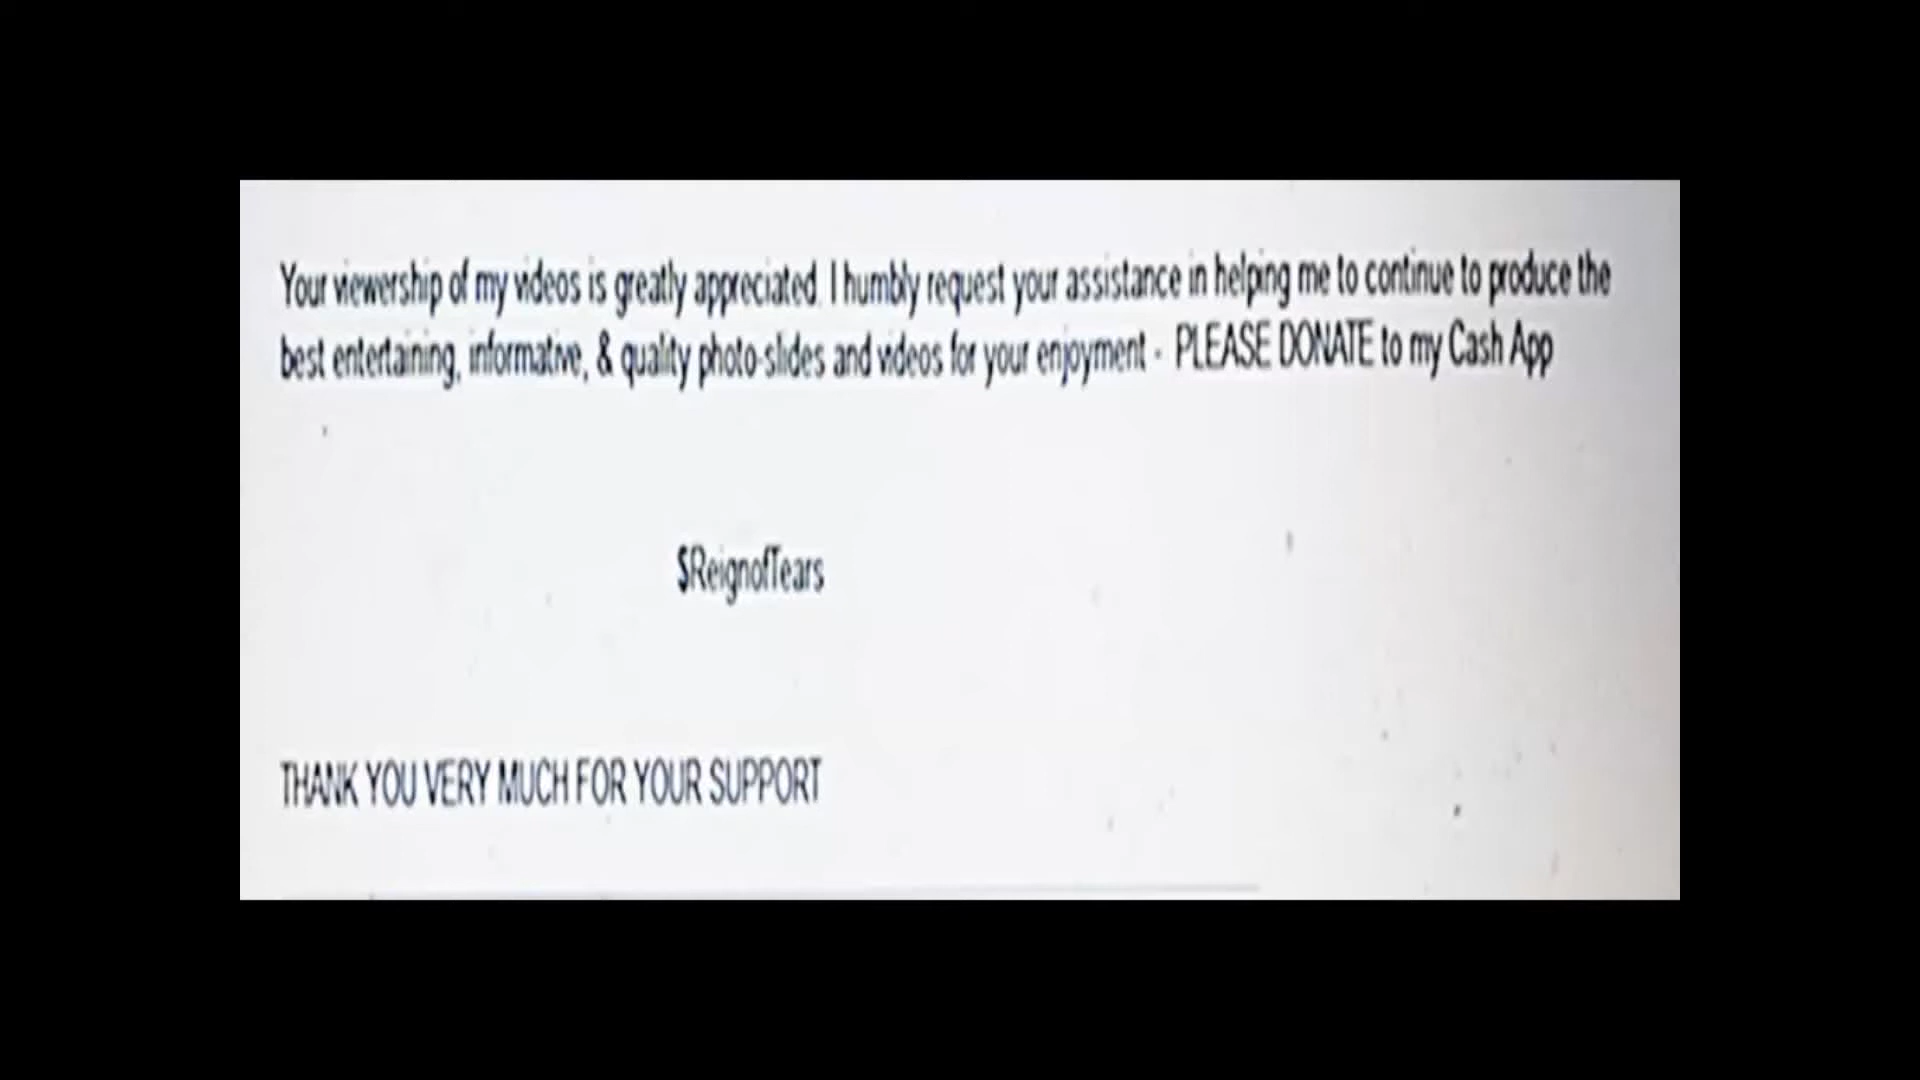 Your viewership of my videos is greatly appreciated. I humbly request your assistance in helping me to continue to produce the
best entertaining, informative, & quality photo-slides and videos for your enjoyment - PLEASE DONATE to my Cash App
$ReignofTears
THANK YOU VERY MUCH FOR YOUR SUPPORT